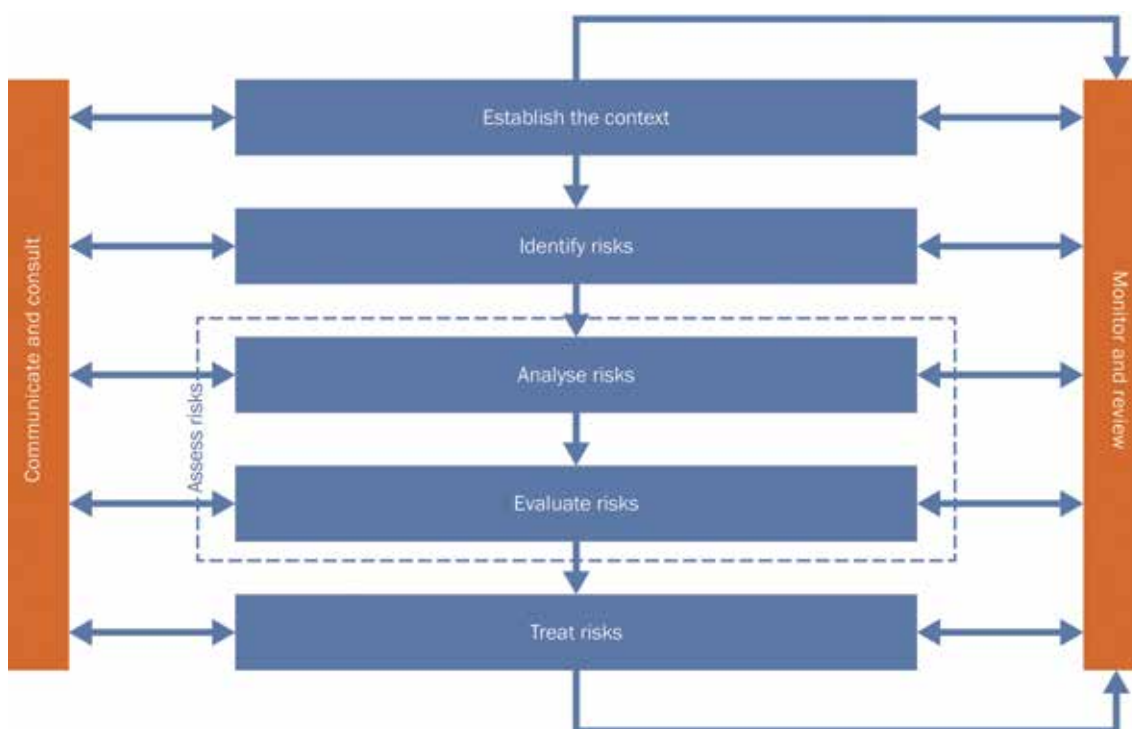 Establish the context
Identify risks
Analyse risks
Evaluate risks
Treat risks
Communicate and consult
Assess risks
Monitor and review